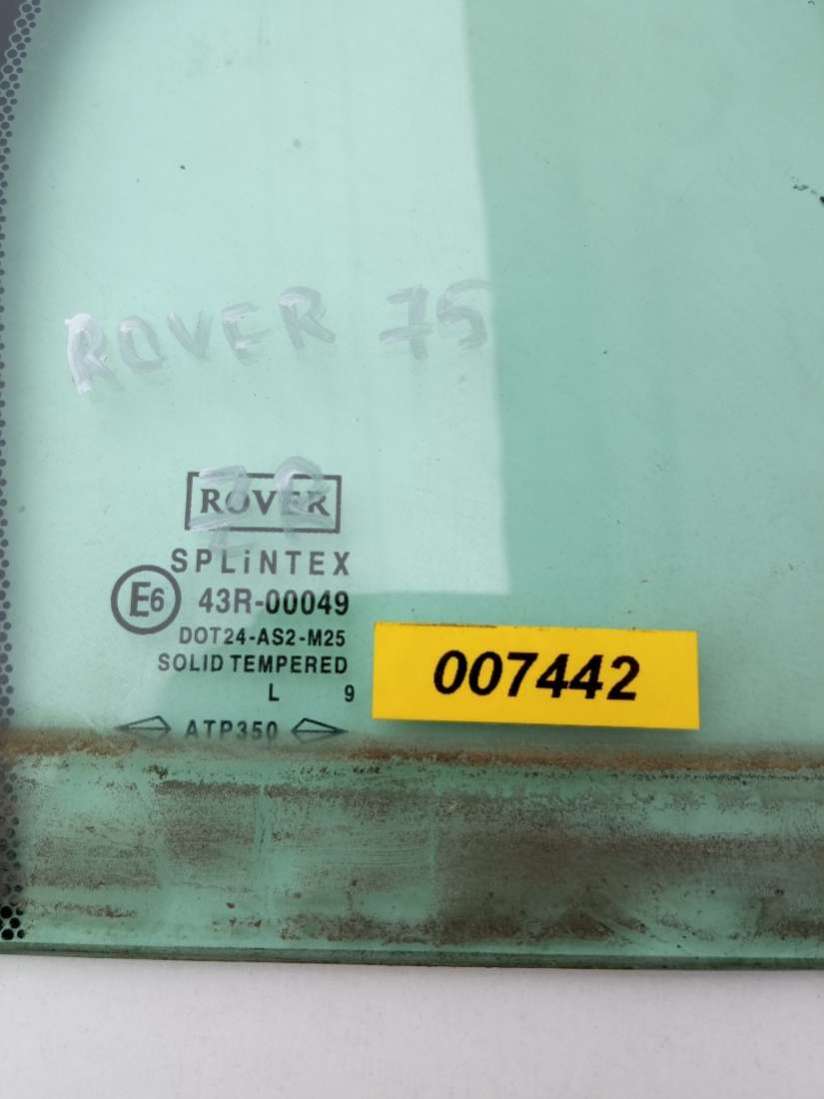 ROVER 75
ROVER
SPLiNTEX
E6 43R-00049
DOT24-AS2-M25
SOLID TEMPERED
L 9
ATP350
007442